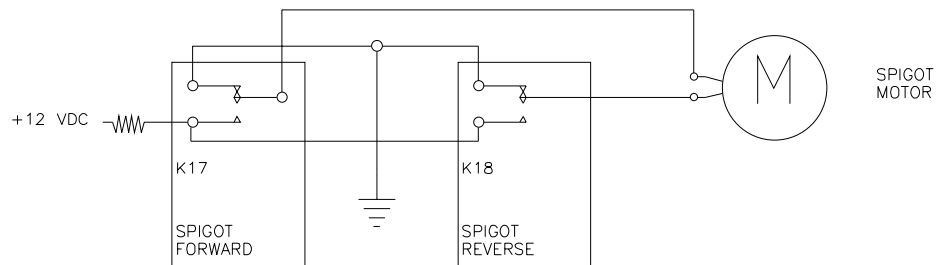 M
SPIGOT
MOTOR
+12 VDC
K17
K18
SPIGOT
FORWARD
SPIGOT
REVERSE